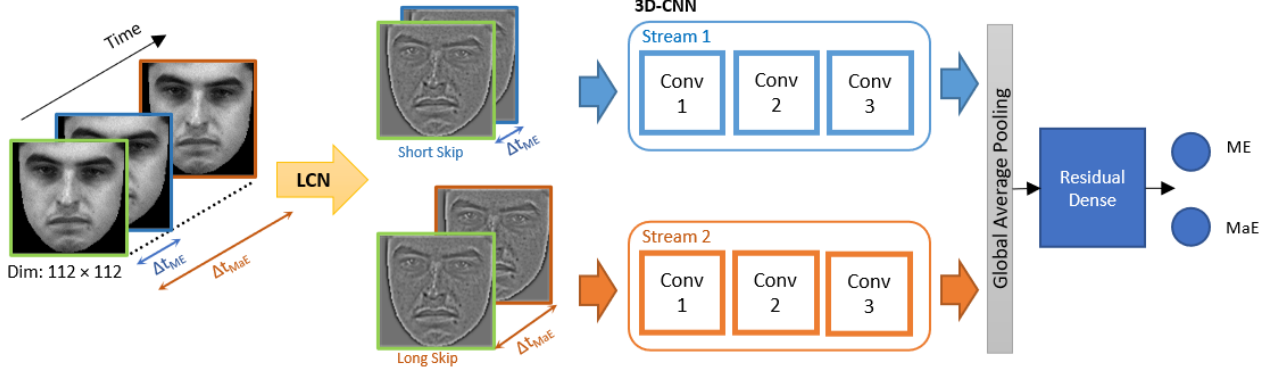 Time
Δt_ME
Δt_MaE
Dim: 112 × 112
LCN
Short Skip
Δt_ME
Long Skip
Δt_MaE
3D-CNN
Stream 1
Conv
1
Conv
2
Conv
3
Stream 2
Conv
1
Conv
2
Conv
3
Global Average Pooling
Residual
Dense
ME
MaE